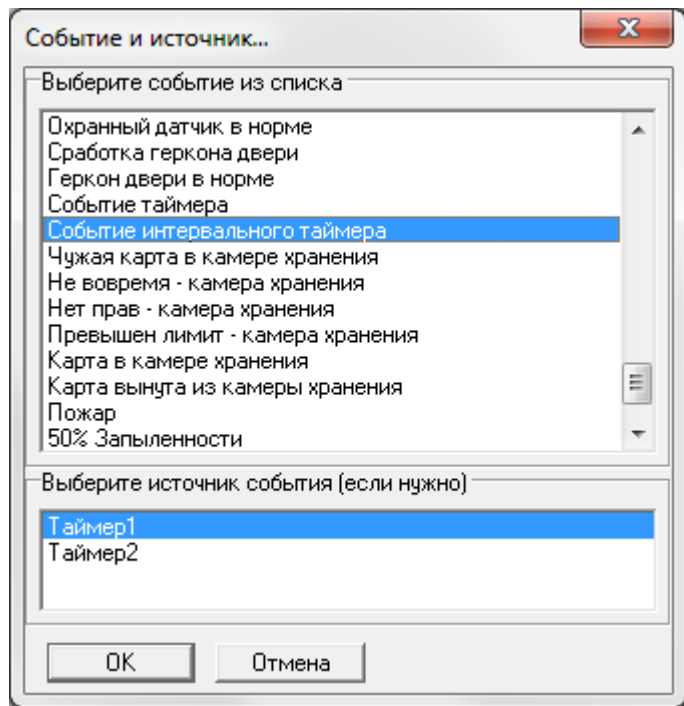 Событие и источник...
Выберите событие из списка
Охранный датчик в норме
Сработка геркона двери
Геркон двери в норме
Событие таймера
Событие интервального таймера
Чужая карта в камере хранения
Не вовремя - камера хранения
Нет прав - камера хранения
Превышен лимит - камера хранения
Карта в камере хранения
Карта вынута из камеры хранения
Пожар
50% Запыленности
Выберите источник события (если нужно)
Таймер1
Таймер2
OK Отмена